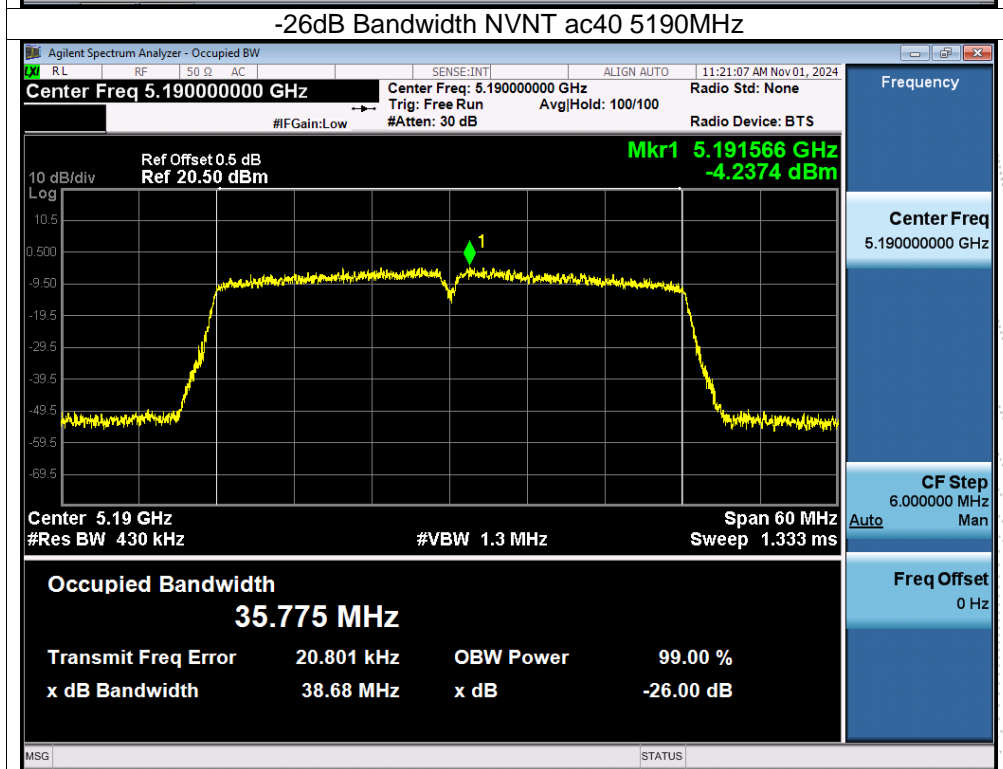 -26dB Bandwidth NVNT ac40 5190MHz
Agilent Spectrum Analyzer - Occupied BW
LXI RL RF 50 Ω AC SENSE:INT ALIGN AUTO 11:21:07 AM Nov 01, 2024
Center Freq 5.190000000 GHz
Center Freq: 5.190000000 GHz
Radio Std: None
Trig: Free Run Avg|Hold: 100/100
#IFGain:Low
#Atten: 30 dB
Radio Device: BTS
Frequency
Mkr1 5.191566 GHz
-4.2374 dBm
Ref Offset 0.5 dB
10 dB/div Ref 20.50 dBm
Log
10.5
0.500
-9.50
-19.5
-29.5
-39.5
-49.5
-59.5
-69.5
1
Center Freq
5.190000000 GHz
CF Step
6.000000 MHz
Auto Man
Freq Offset
0 Hz
Center 5.19 GHz
Span 60 MHz
#Res BW 430 kHz
#VBW 1.3 MHz
Sweep 1.333 ms
Occupied Bandwidth
35.775 MHz
Transmit Freq Error 20.801 kHz OBW Power 99.00 %
x dB Bandwidth 38.68 MHz x dB -26.00 dB
MSG
STATUS